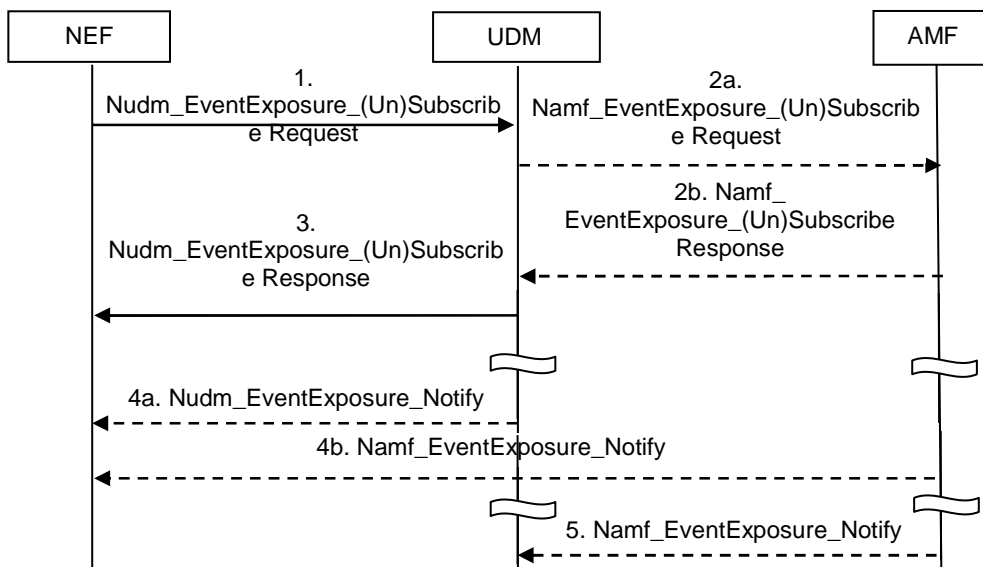 NEF
UDM
AMF
1.
Nudm_EventExposure_(Un)Subscrib
e Request
2a.
Namf_EventExposure_(Un)Subscrib
e Request
2b. Namf_
EventExposure_(Un)Subscribe
Response
3.
Nudm_EventExposure_(Un)Subscrib
e Response
4a. Nudm_EventExposure_Notify
4b. Namf_EventExposure_Notify
5. Namf_EventExposure_Notify